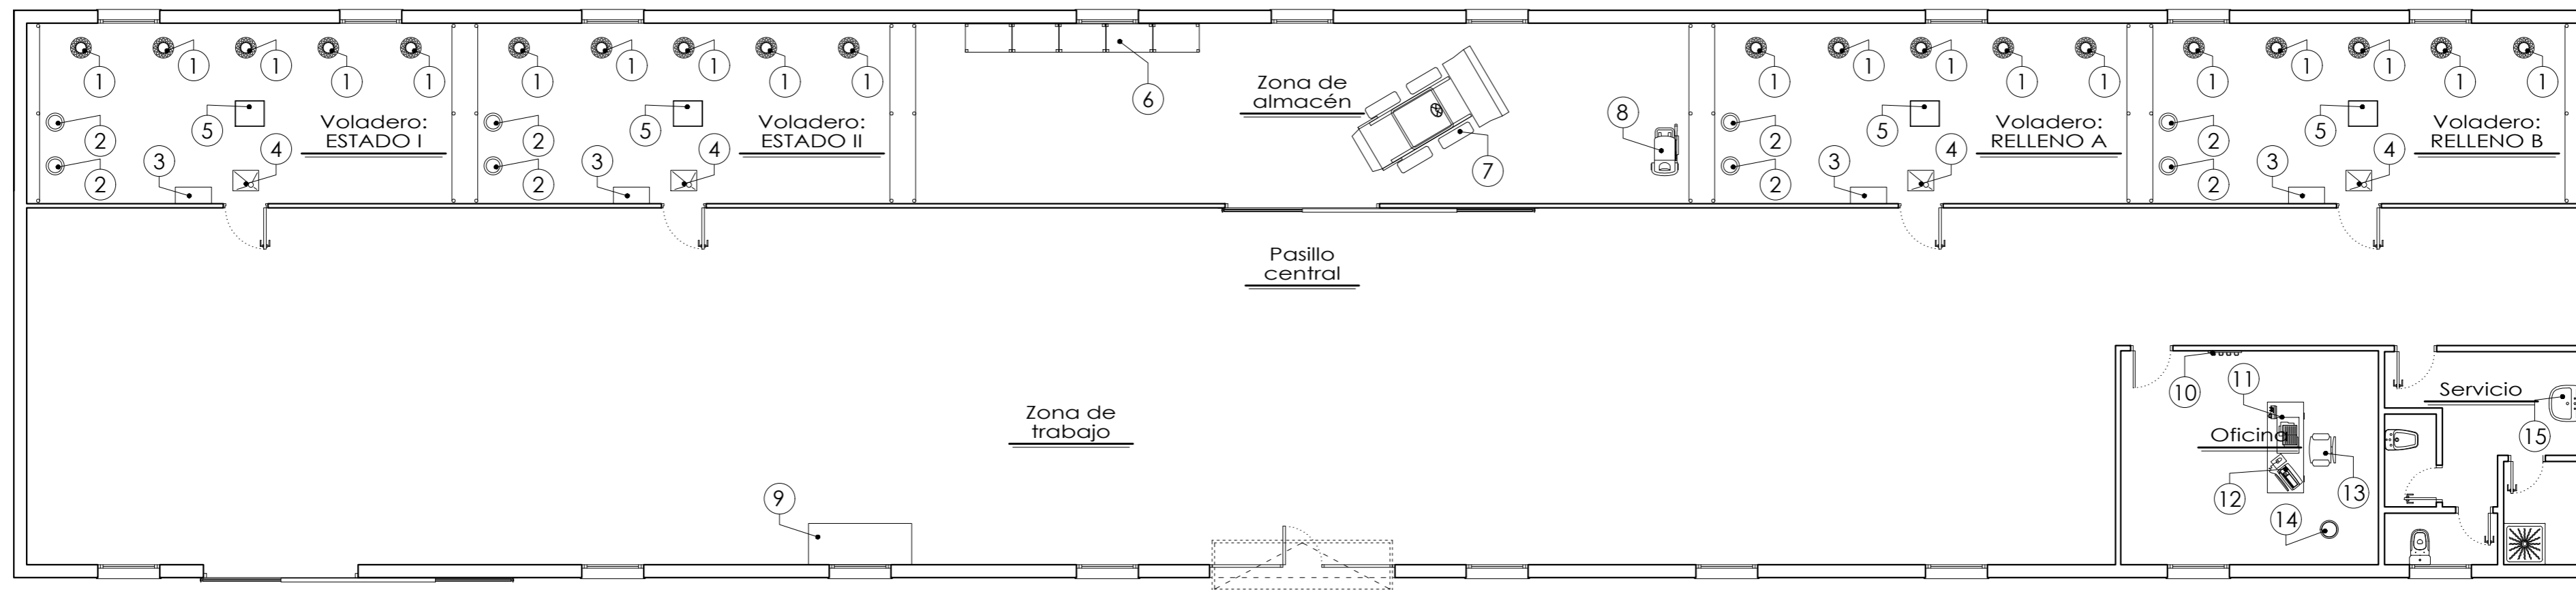 1 1 1 1 1 1 1 1 1 1 6 1 1 1 1 1 1 1 1 1 1
Zona de
almacén
2 5 Voladero:
ESTADO I
2 3 4
2 5 Voladero:
ESTADO II
2 3 4
8
7
2 5 Voladero:
RELLENO A
2 3 4
2 5 Voladero:
RELLENO B
2 3 4
Pasillo
central
Zona de
trabajo
9
10
11
Oficina
12
13
14
Servicio
15